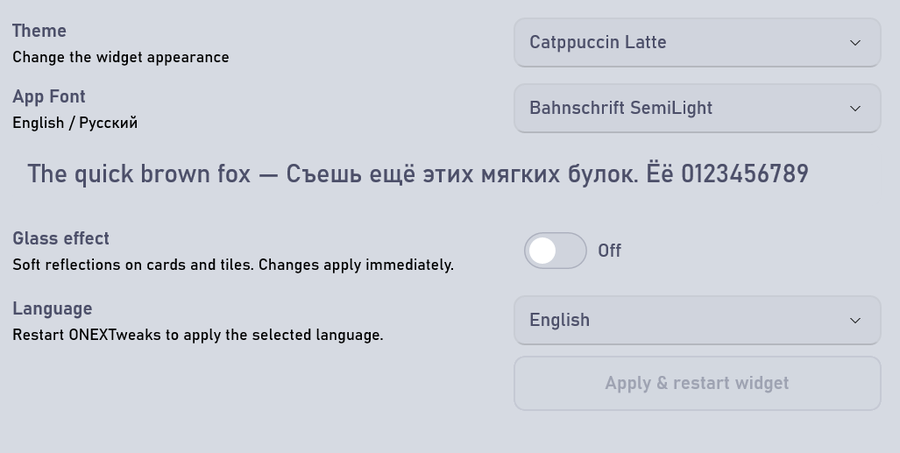 Theme
Change the widget appearance
Catppuccin Latte
App Font
English / Русский
Bahnschrift SemiLight
The quick brown fox — Съешь ещё этих мягких булок. Ёё 0123456789
Glass effect
Soft reflections on cards and tiles. Changes apply immediately.
Off
Language
Restart ONEXTweaks to apply the selected language.
English
Apply & restart widget